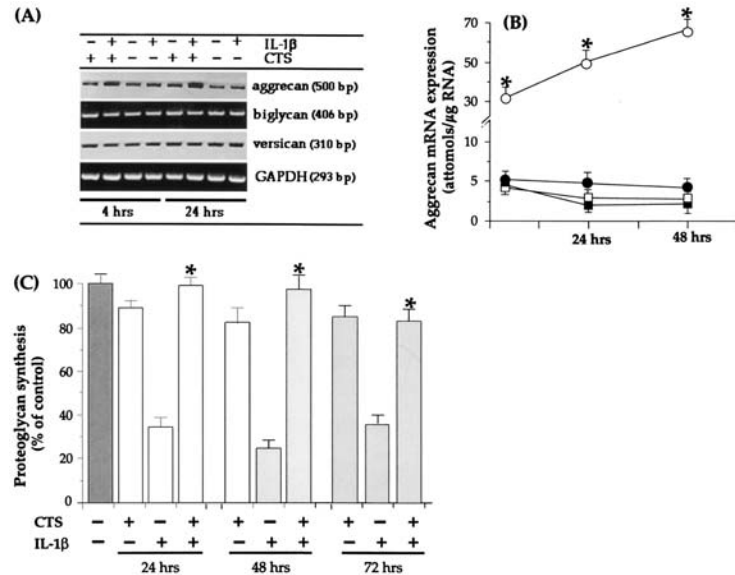 (A)
− + − + − + − + IL-1β
+ + − − + + − − CTS
aggrecan (500 bp)
biglycan (406 bp)
versican (310 bp)
GAPDH (293 bp)
4 hrs 24 hrs
(B)
Aggrecan mRNA expression
(attomols/μg RNA)
70
50
30
10
5
0
* * *
24 hrs 48 hrs
(C)
Proteoglycan synthesis
(% of control)
100
80
60
40
20
0
* * *
CTS − + − + + − + + − +
IL-1β − − + + − + + − + +
24 hrs 48 hrs 72 hrs